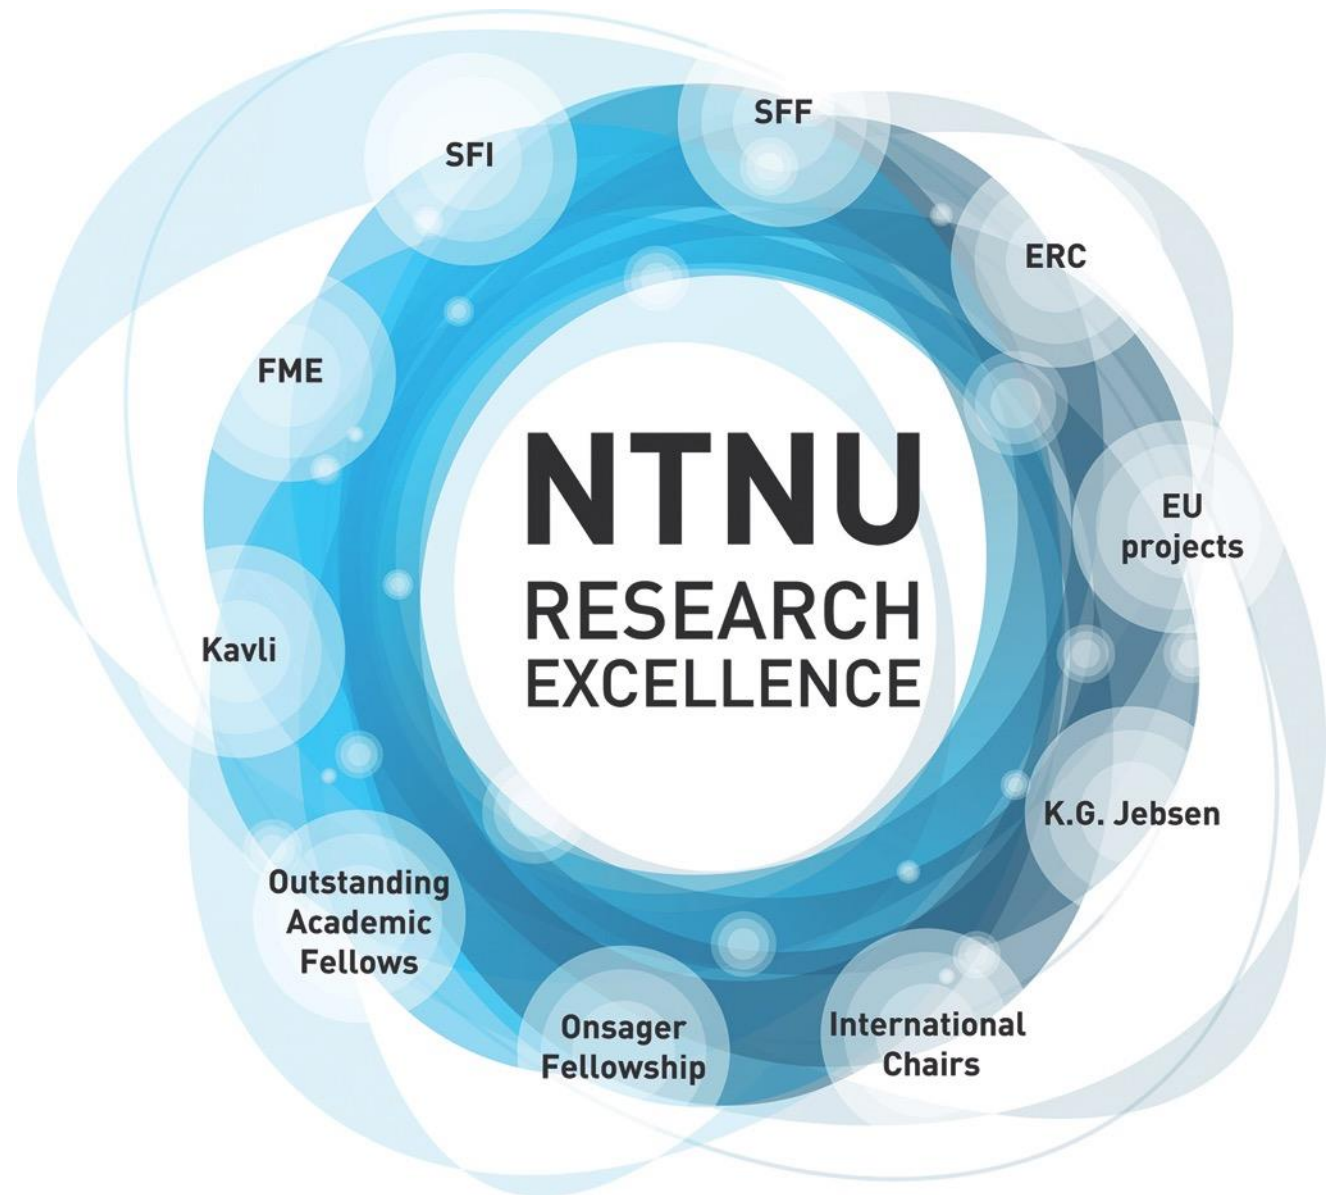 SFF
SFI
ERC
FME
NTNU
RESEARCH
EXCELLENCE
EU
projects
Kavli
K.G. Jebsen
Outstanding
Academic
Fellows
Onsager
Fellowship
International
Chairs